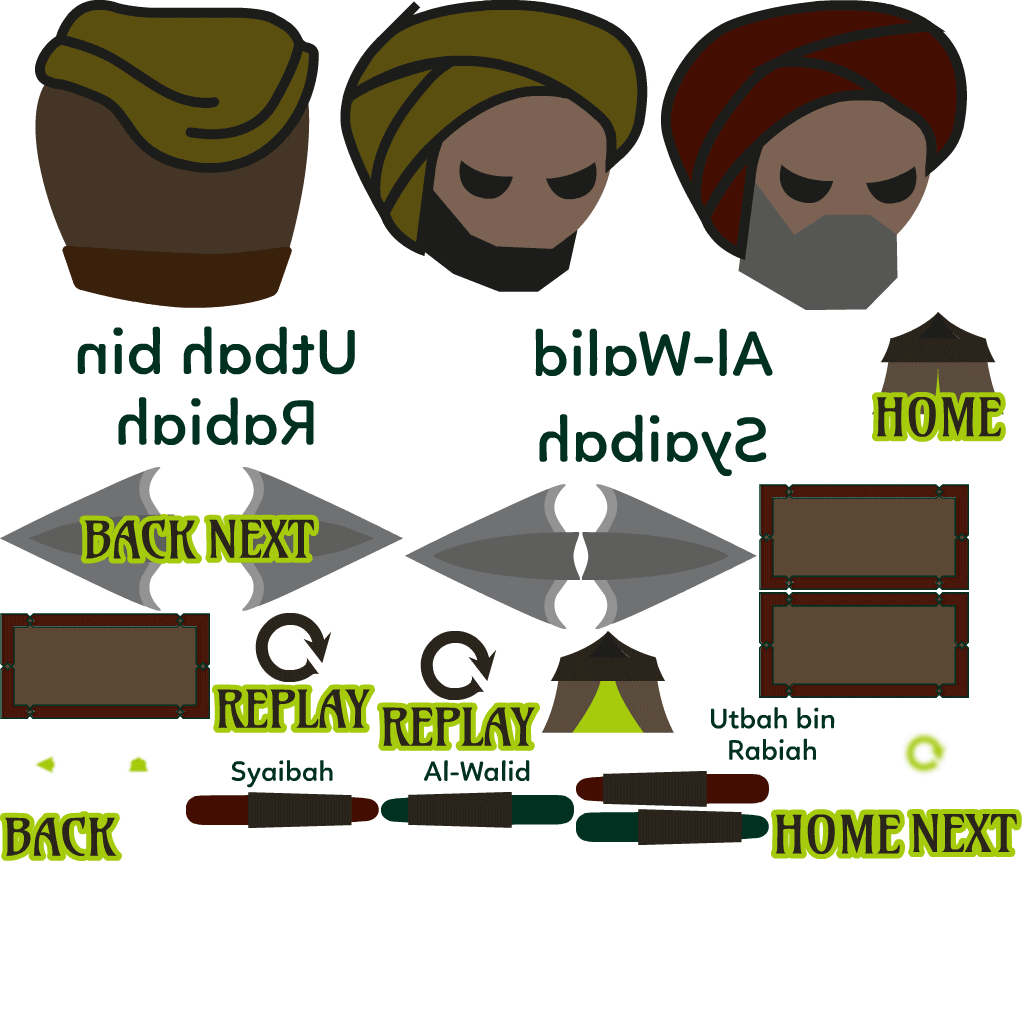 Utbah bin
Rabiah
Al-Walid
Syaibah
HOME
BACK NEXT
REPLAY
REPLAY
Utbah bin
Rabiah
Syaibah
Al-Walid
BACK
HOME
NEXT